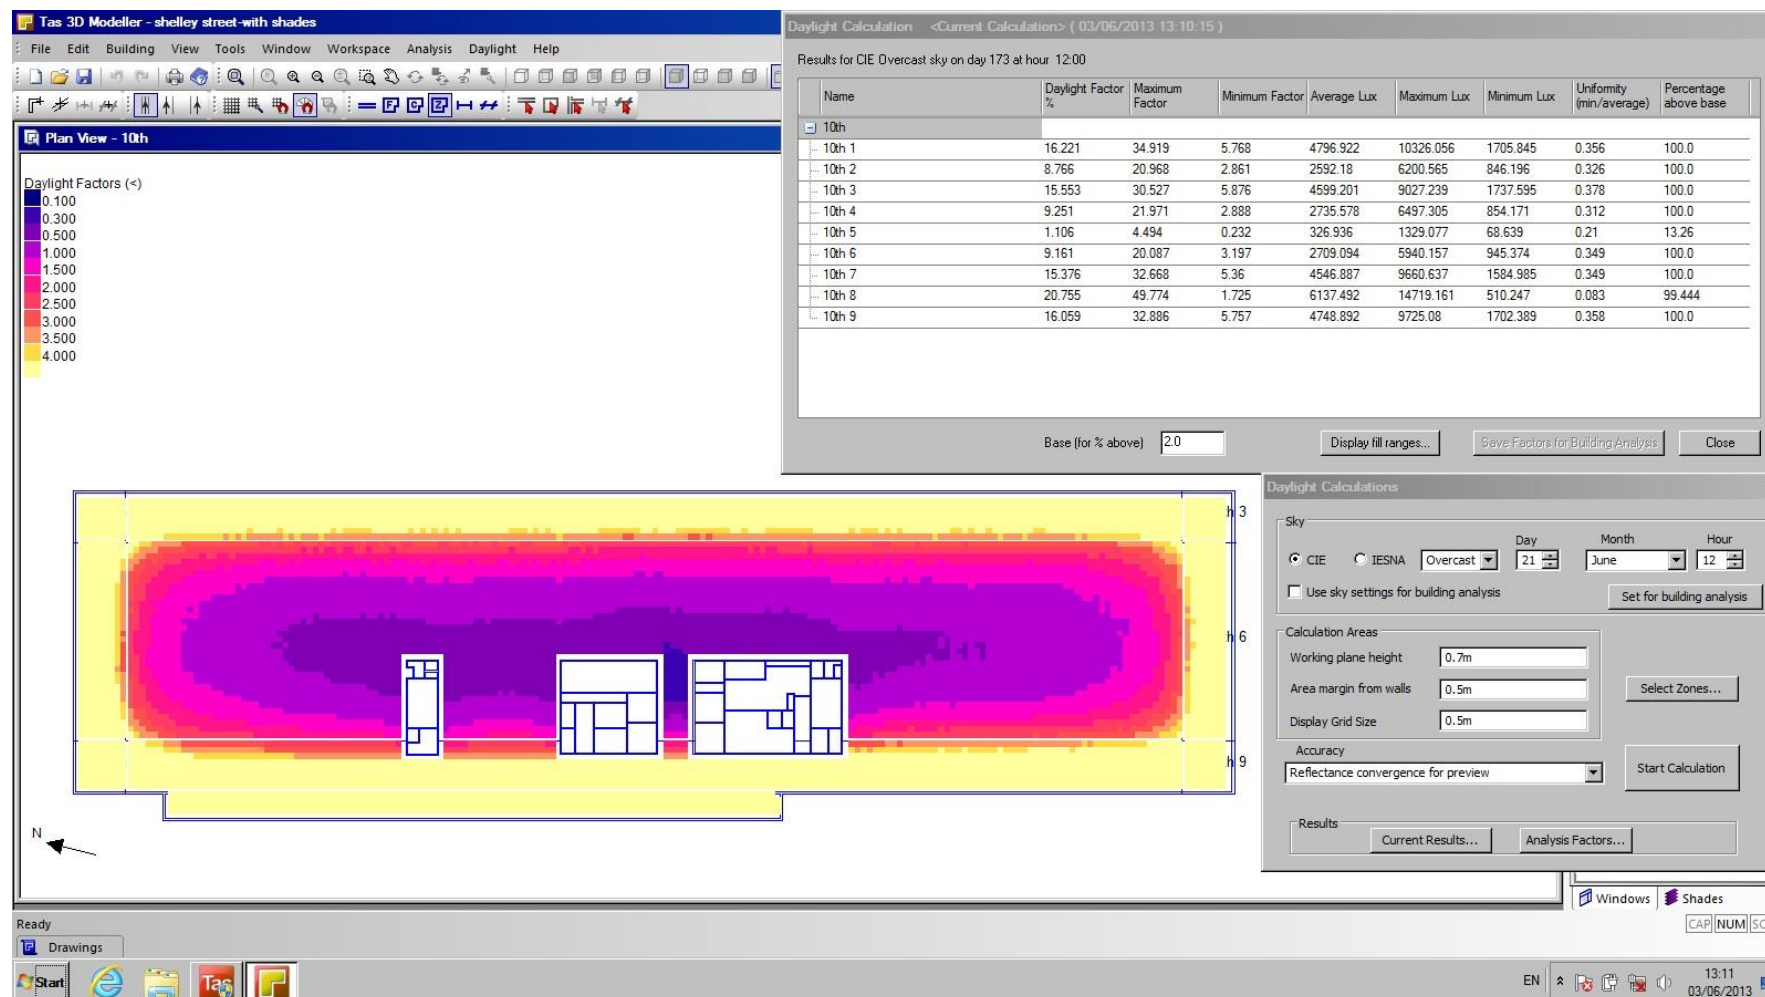 Tas 3D Modeller - shelley street-with shades
File Edit Building View Tools Window Workspace Analysis Daylight Help
Plan View - 10th
Daylight Factors (<)
0.100
0.300
0.500
1.000
1.500
2.000
2.500
3.000
3.500
4.000
h 3
h 6
h 9
N
Daylight Calculation <Current Calculation> ( 03/06/2013 13:10:15 )
Results for CIE Overcast sky on day 173 at hour 12:00
Name Daylight Factor % Maximum Factor Minimum Factor Average Lux Maximum Lux Minimum Lux Uniformity (min/average) Percentage above base
10th
10th 1 16.221 34.919 5.768 4796.922 10326.056 1705.845 0.356 100.0
10th 2 8.766 20.968 2.861 2592.18 6200.565 846.196 0.326 100.0
10th 3 15.553 30.527 5.876 4599.201 9027.239 1737.595 0.378 100.0
10th 4 9.251 21.971 2.888 2735.578 6497.305 854.171 0.312 100.0
10th 5 1.106 4.494 0.232 326.936 1329.077 68.639 0.21 13.26
10th 6 9.161 20.087 3.197 2709.094 5940.157 945.374 0.349 100.0
10th 7 15.376 32.668 5.36 4546.887 9660.637 1584.985 0.349 100.0
10th 8 20.755 49.774 1.725 6137.492 14719.161 510.247 0.083 99.444
10th 9 16.059 32.886 5.757 4748.892 9725.08 1702.389 0.358 100.0
Base (for % above) 2.0 Display fill ranges... Save Factors for Building Analysis Close
Daylight Calculations
Sky
Day Month Hour
CIE IESNA Overcast 21 June 12
Use sky settings for building analysis Set for building analysis
Calculation Areas
Working plane height 0.7m
Area margin from walls 0.5m Select Zones...
Display Grid Size 0.5m
Accuracy
Reflectance convergence for preview Start Calculation
Results
Current Results... Analysis Factors...
Windows Shades
Ready CAP NUM
Drawings
Start Tas EN 13:11
03/06/2013